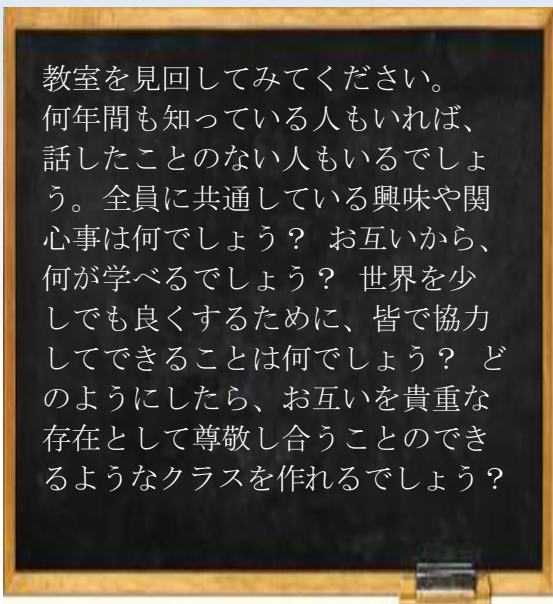 教室を見回してみてください。
何年間も知っている人もいれば、
話したことのない人もいるでしょ
う。全員に共通している興味や関
心事は何でしょう？ お互いから、
何が学べるでしょう？ 世界を少
しでも良くするために、皆で協力
してできることは何でしょう？ ど
のようにしたら、お互いを貴重な
存在として尊敬し合うことのでき
るようなクラスを作れるでしょう？